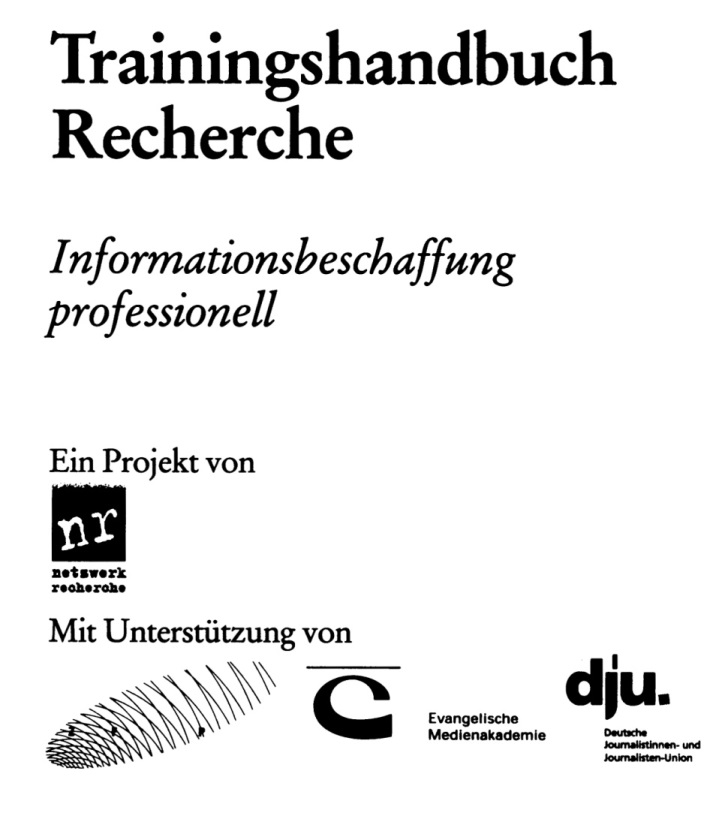 Trainingshandbuch
Recherche
Informationsbeschaffung
professionell
Ein Projekt von
nr
netzwerk
recherche
Mit Unterstützung von
dju.
Evangelische
Medienakademie
Deutsche
Journalistinnen- und
Journalisten-Union